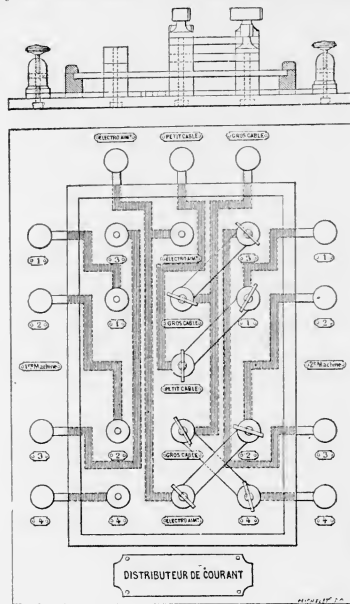 ELECTRO AIMT PETIT CABLE GROS CABLE
1 3 ELECTRO AIMT 3 1
2 1 GROS CABLE 1 2
1re Machine 2e Machine
PETIT CABLE
3 2 GROS CABLE 2 3
4 4 ELECTRO AIMT 4 4
DISTRIBUTEUR DE COURANT